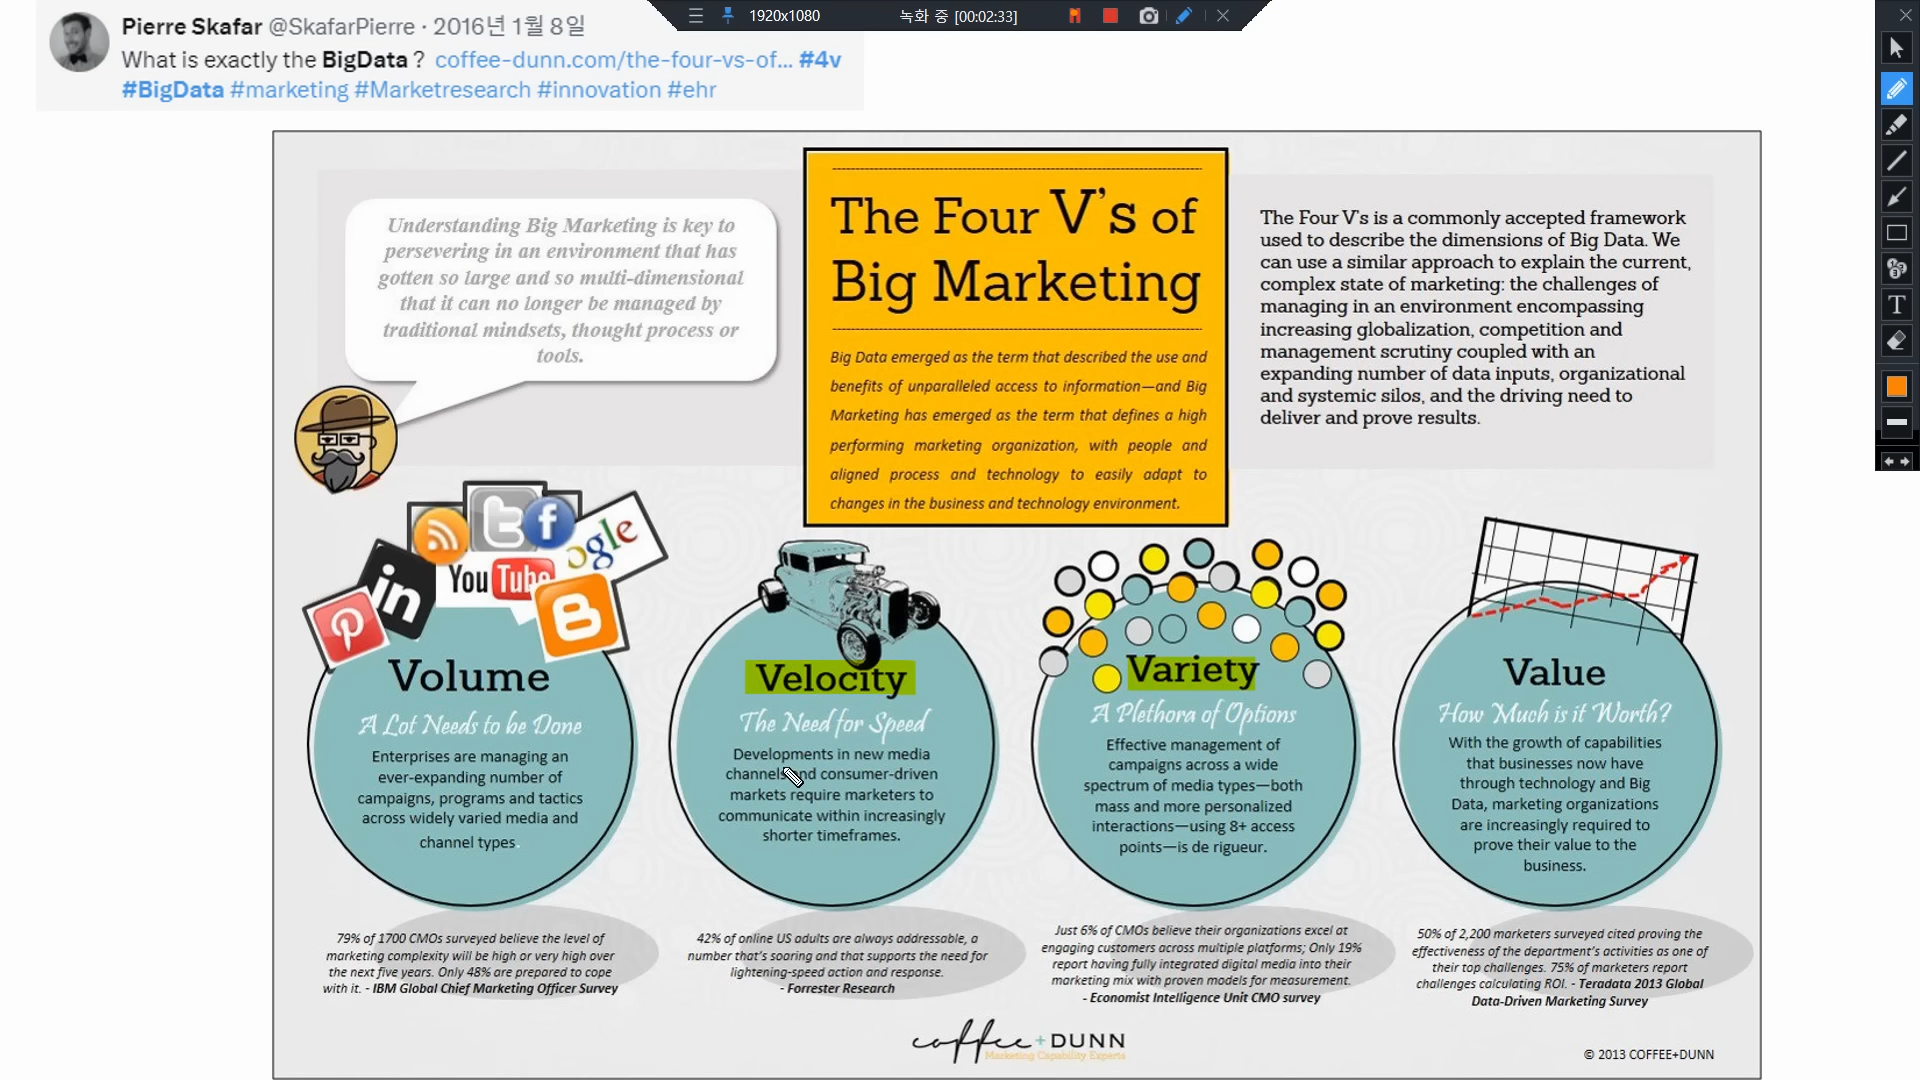 Pierre Skafar @SkafarPierre · 2016년 1월 8일
What is exactly the BigData ? coffee-dunn.com/the-four-vs-of... #4v
#BigData #marketing #Marketresearch #innovation #ehr
1920x1080
녹화 중 [00:02:33]
Understanding Big Marketing is key to
persevering in an environment that has
gotten so large and so multi-dimensional
that it can no longer be managed by
traditional mindsets, thought process or
tools.
The Four V's of
Big Marketing
Big Data emerged as the term that described the use and
benefits of unparalleled access to information—and Big
Marketing has emerged as the term that defines a high
performing marketing organization, with people and
aligned process and technology to easily adapt to
changes in the business and technology environment.
The Four V's is a commonly accepted framework
used to describe the dimensions of Big Data. We
can use a similar approach to explain the current,
complex state of marketing: the challenges of
managing in an environment encompassing
increasing globalization, competition and
management scrutiny coupled with an
expanding number of data inputs, organizational
and systemic silos, and the driving need to
deliver and prove results.
YouTube
ogle
in
Volume
A Lot Needs to be Done
Enterprises are managing an
ever-expanding number of
campaigns, programs and tactics
across widely varied media and
channel types.
Velocity
The Need for Speed
Developments in new media
channels and consumer-driven
markets require marketers to
communicate within increasingly
shorter timeframes.
Variety
A Plethora of Options
Effective management of
campaigns across a wide
spectrum of media types—both
mass and more personalized
interactions—using 8+ access
points—is de rigueur.
Value
How Much is it Worth?
With the growth of capabilities
that businesses now have
through technology and Big
Data, marketing organizations
are increasingly required to
prove their value to the
business.
79% of 1700 CMOs surveyed believe the level of
marketing complexity will be high or very high over
the next five years. Only 48% are prepared to cope
with it. - IBM Global Chief Marketing Officer Survey
42% of online US adults are always addressable, a
number that's soaring and that supports the need for
lightening-speed action and response.
- Forrester Research
Just 6% of CMOs believe their organizations excel at
engaging customers across multiple platforms; Only 19%
report having fully integrated digital media into their
marketing mix with proven models for measurement.
- Economist Intelligence Unit CMO survey
50% of 2,200 marketers surveyed cited proving the
effectiveness of the department's activities as one of
their top challenges. 75% of marketers report
challenges calculating ROI. - Teradata 2013 Global
Data-Driven Marketing Survey
coffee+DUNN
Marketing Capability Experts
© 2013 COFFEE+DUNN